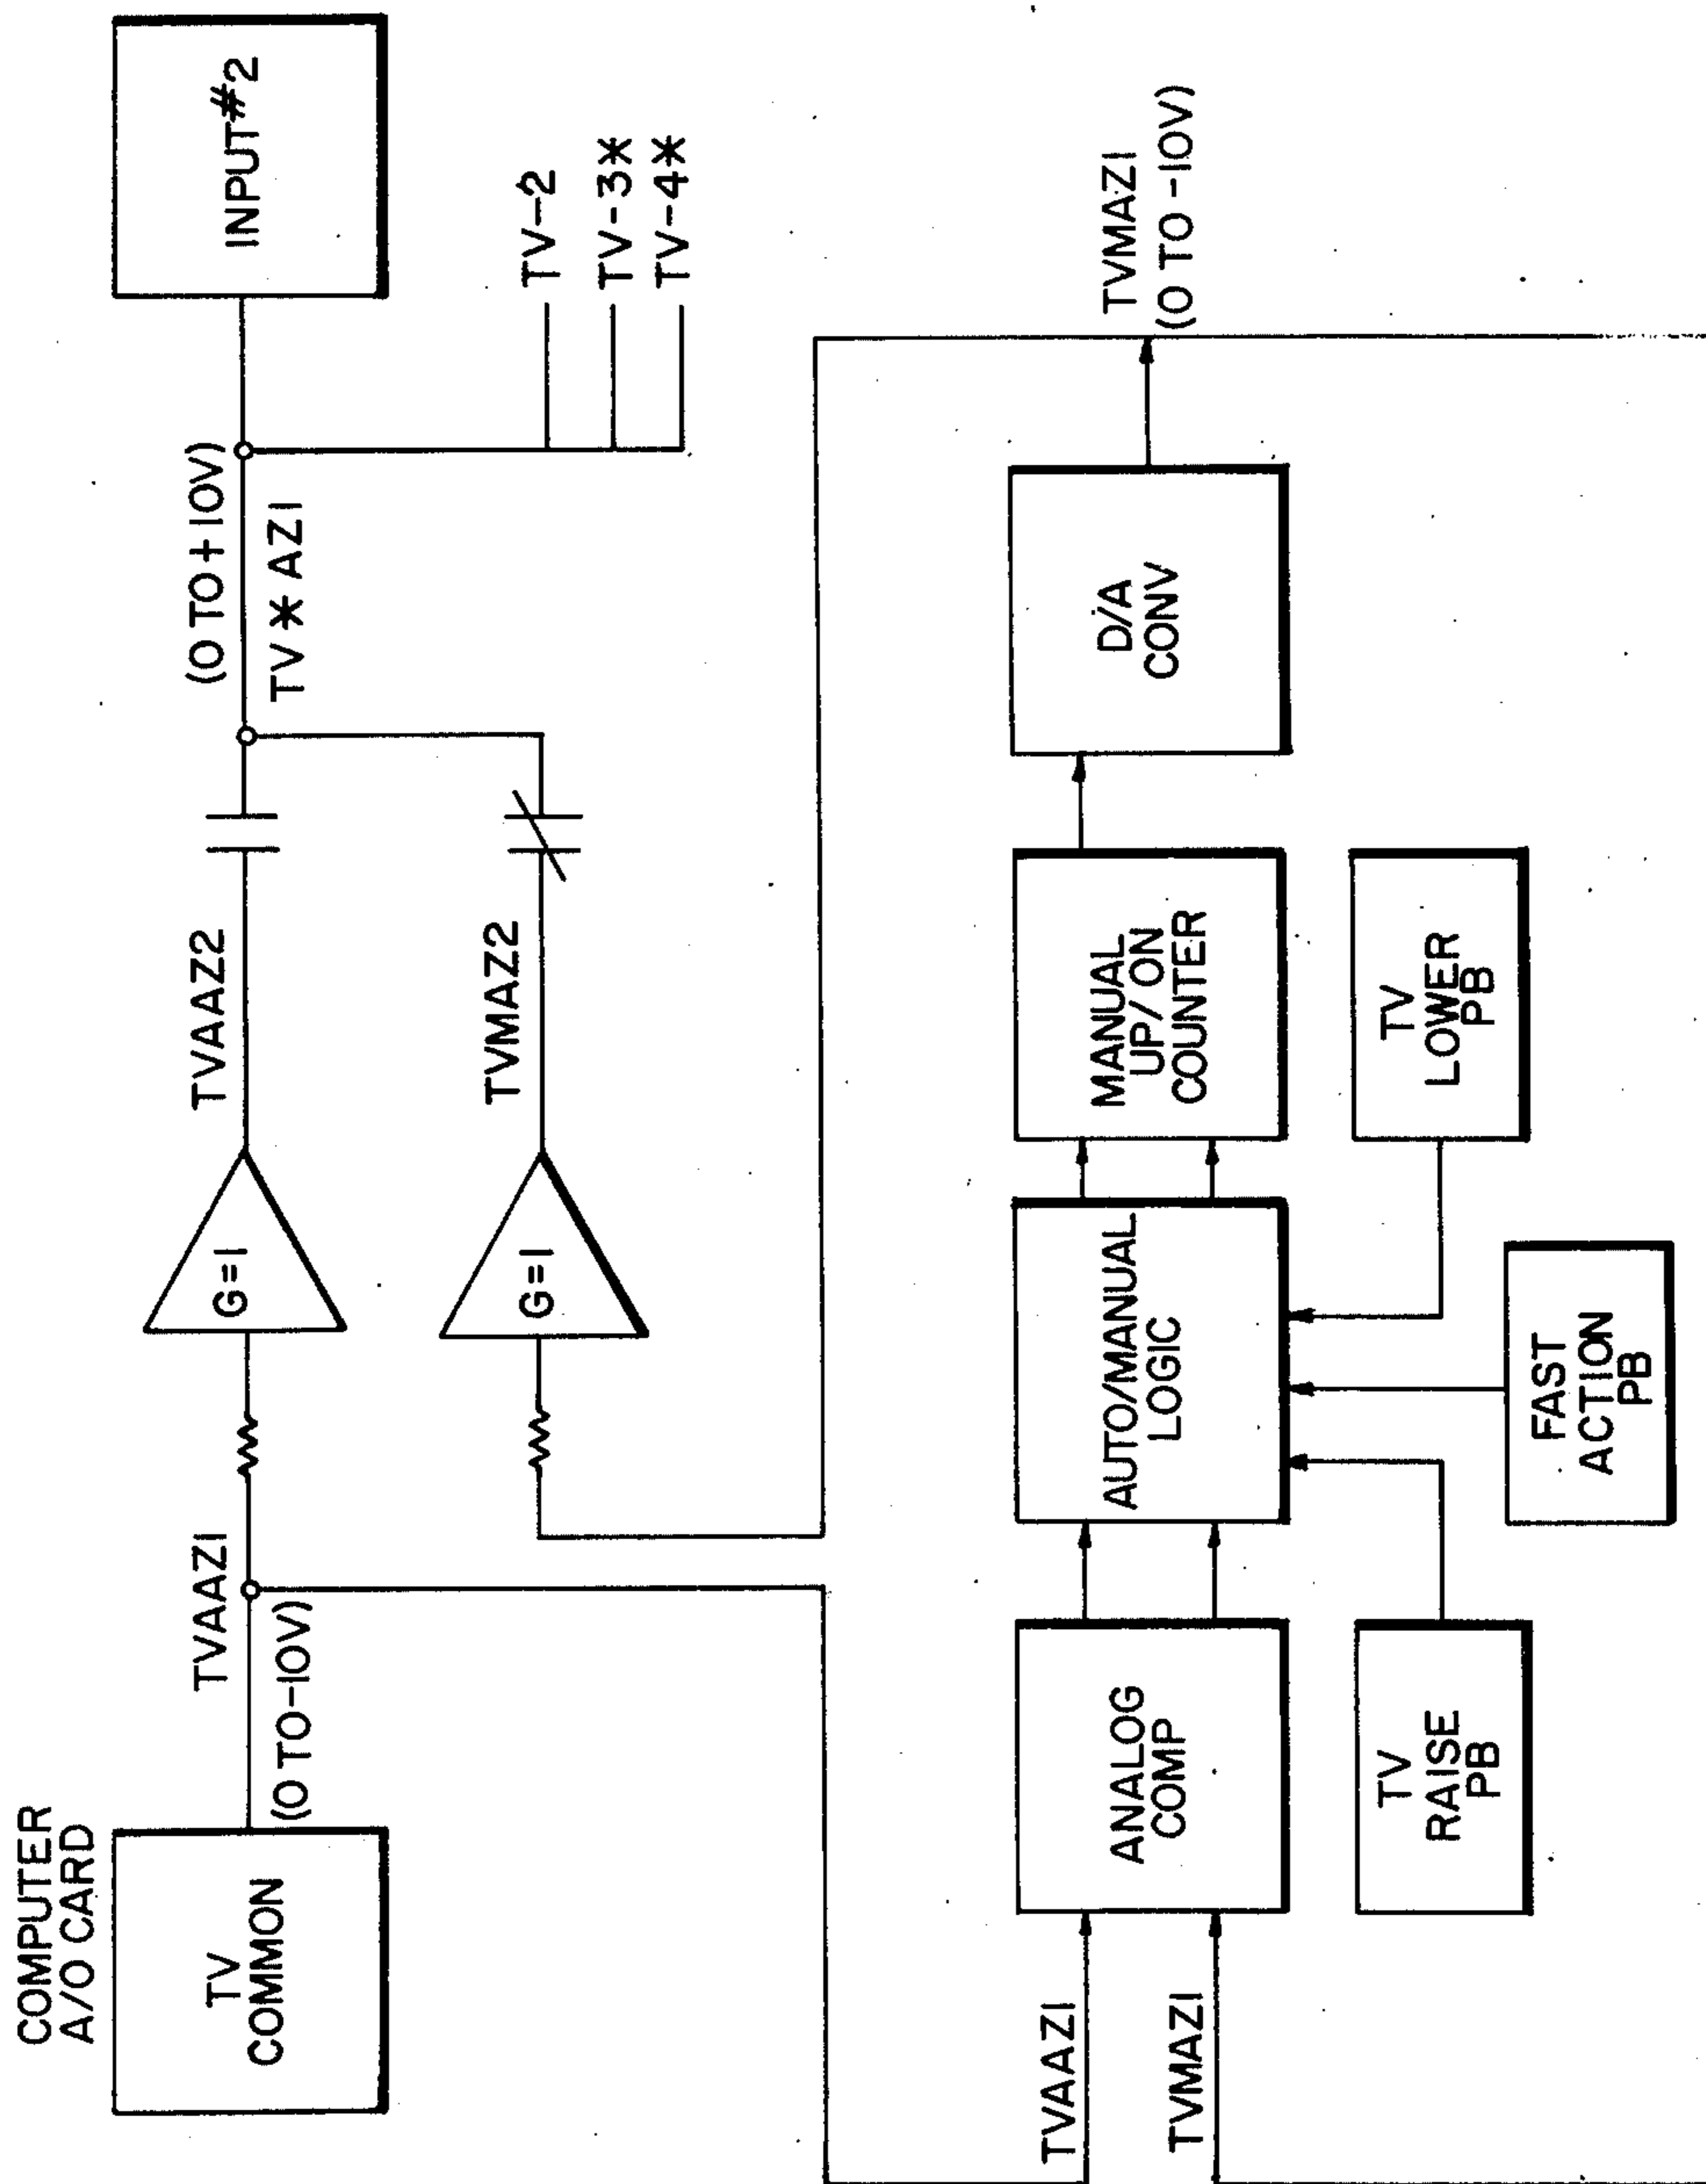 COMPUTER
A/O CARD
TV
COMMON
TVAAZ1
(0 TO-10V)
G=1
TVAAZ2
(0 TO+10V)
TV*AZ1
INPUT#2
G=1
TVMAZ2
TV-2
TV-3*
TV-4*
TVAAZ1
TVMAZ1
ANALOG
COMP
AUTO/MANUAL
LOGIC
MANUAL
UP/ON
COUNTER
D/A
CONV
TVMAZ1
(0 TO -10V)
TV
RAISE
PB
FAST
ACTION
PB
TV
LOWER
PB